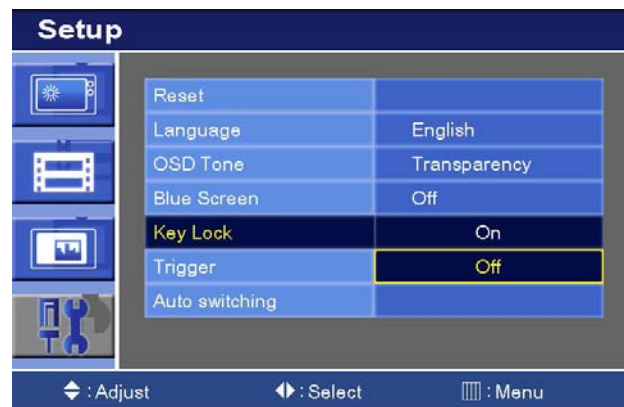 Setup
Reset
Language English
OSD Tone Transparency
Blue Screen Off
Key Lock On
Trigger Off
Auto switching
: Adjust : Select : Menu